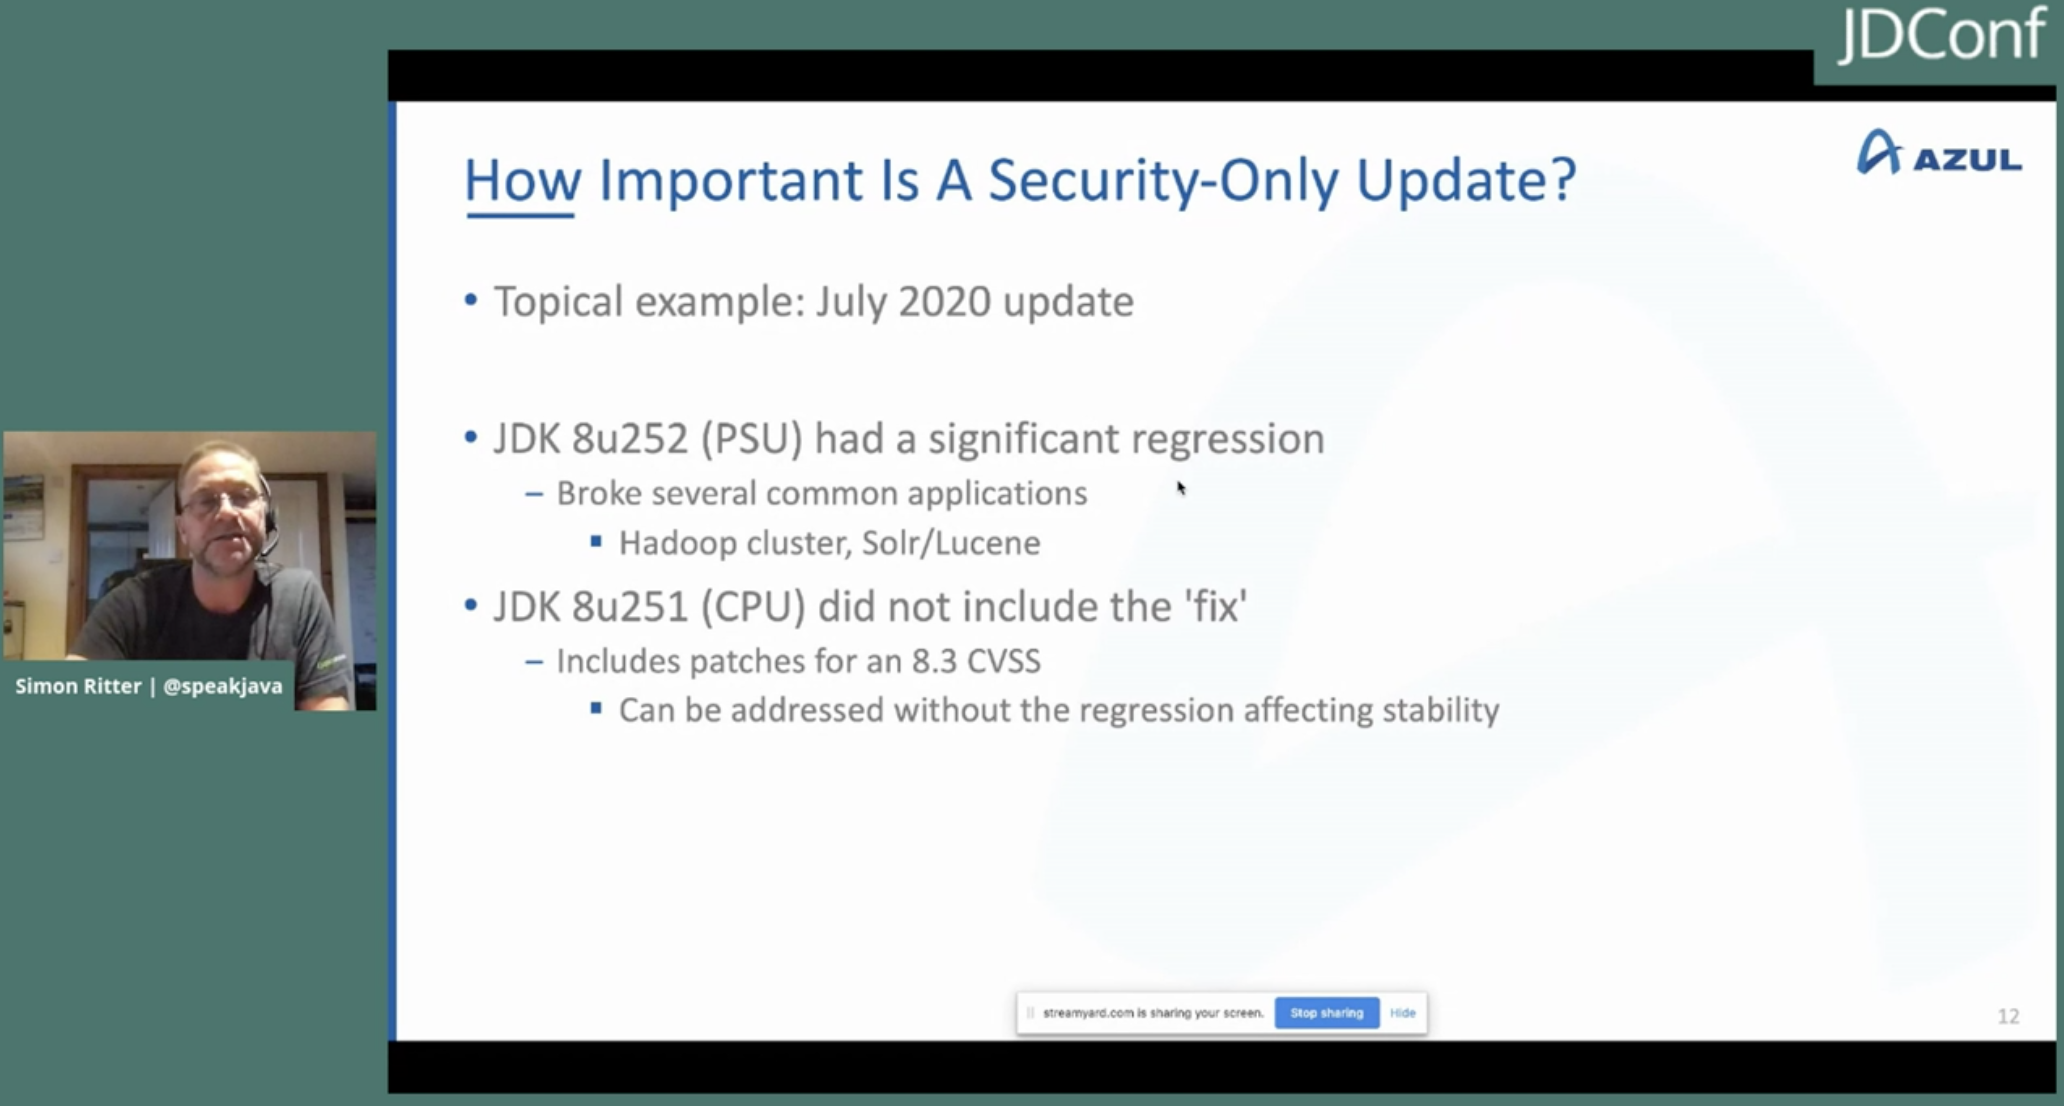 JDConf
AZUL
How Important Is A Security-Only Update?
• Topical example: July 2020 update
• JDK 8u252 (PSU) had a significant regression
– Broke several common applications
▪ Hadoop cluster, Solr/Lucene
• JDK 8u251 (CPU) did not include the 'fix'
– Includes patches for an 8.3 CVSS
▪ Can be addressed without the regression affecting stability
Simon Ritter | @speakjava
streamyard.com is sharing your screen. Stop sharing Hide
12